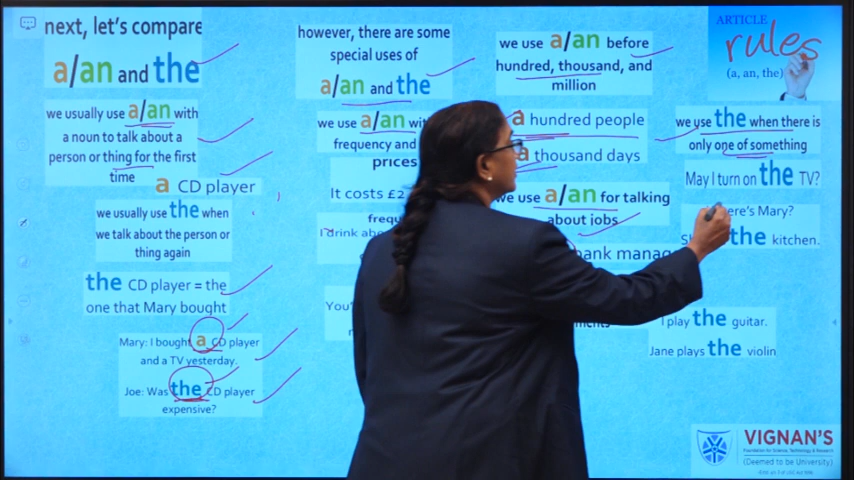 next, let's compare
a/an and the
we usually use a/an with
a noun to talk about a
person or thing for the first
time
a CD player
we usually use the when
we talk about the person or
thing again
the CD player = the
one that Mary bought
Mary: I bought a CD player
and a TV yesterday.
Joe: Was the CD player
expensive?
however, there are some
special uses of
a/an and the
we use a/an
frequency and
prices
It costs £2
I drink
we use a/an before
hundred, thousand, and
million
a hundred people
a thousand days
we use a/an for talking
about jobs
bank
ARTICLE
rules
(a, an, the)
we use the when there is
only one of something
May I turn on the TV?
Mary?
the kitchen.
I play the guitar.
Jane plays the violin
VIGNAN'S
Foundation for Science, Technology & Research
(Deemed to be University)